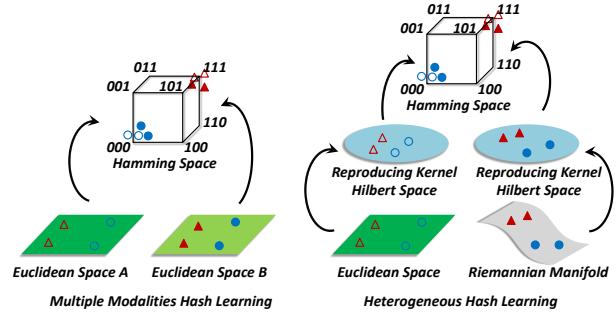 011
111
001
101
110
000
100
Hamming Space
Euclidean Space A
Euclidean Space B
Multiple Modalities Hash Learning
011
111
001
101
110
000
100
Hamming Space
Reproducing Kernel
Hilbert Space
Reproducing Kernel
Hilbert Space
Euclidean Space
Riemannian Manifold
Heterogeneous Hash Learning